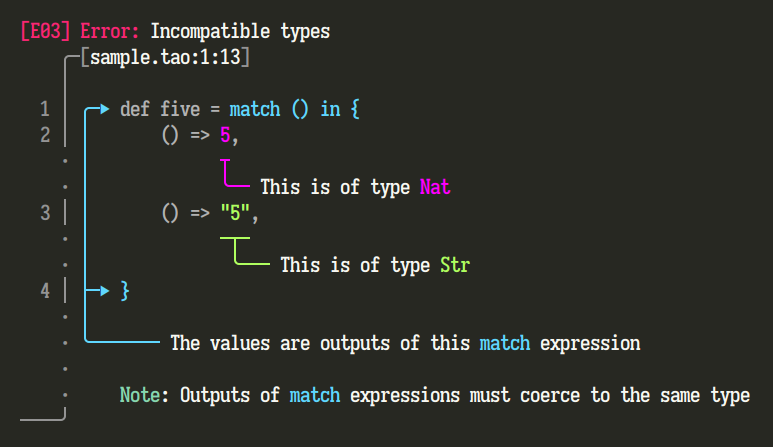 [E03] Error: Incompatible types
[sample.tao:1:13]
1 def five = match () in {
2 () => 5,
This is of type Nat
3 () => "5",
This is of type Str
4 }
The values are outputs of this match expression
Note: Outputs of match expressions must coerce to the same type